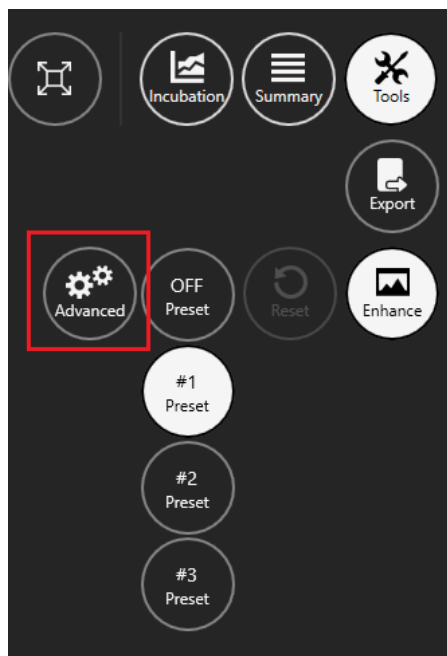 Incubation
Summary
Tools
Export
Advanced
OFF
Preset
Reset
Enhance
#1
Preset
#2
Preset
#3
Preset